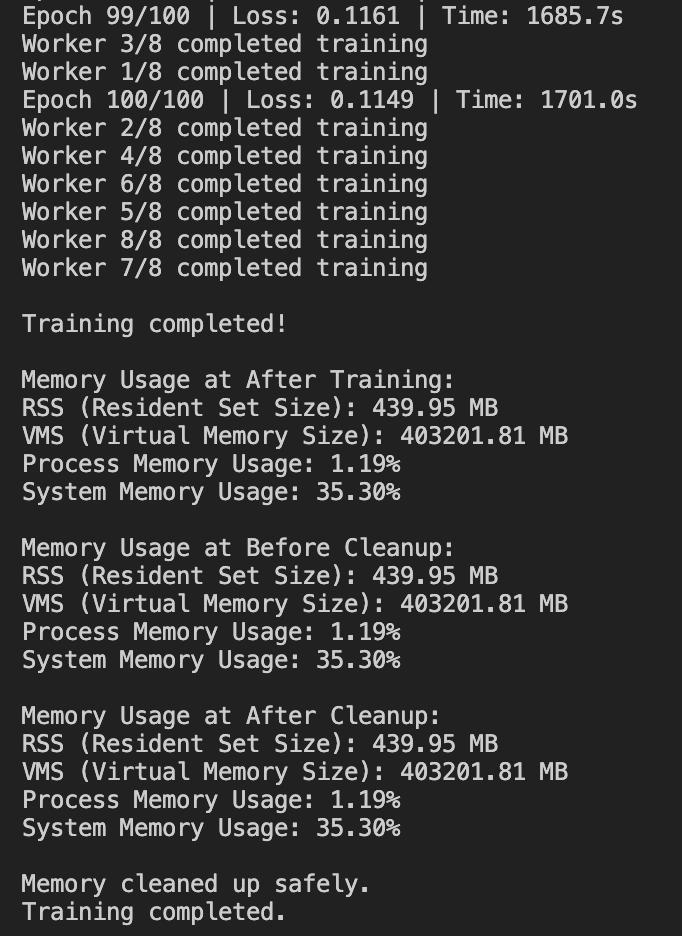 Epoch 99/100 | Loss: 0.1161 | Time: 1685.7s
Worker 3/8 completed training
Worker 1/8 completed training
Epoch 100/100 | Loss: 0.1149 | Time: 1701.0s
Worker 2/8 completed training
Worker 4/8 completed training
Worker 6/8 completed training
Worker 5/8 completed training
Worker 8/8 completed training
Worker 7/8 completed training
Training completed!
Memory Usage at After Training:
RSS (Resident Set Size): 439.95 MB
VMS (Virtual Memory Size): 403201.81 MB
Process Memory Usage: 1.19%
System Memory Usage: 35.30%
Memory Usage at Before Cleanup:
RSS (Resident Set Size): 439.95 MB
VMS (Virtual Memory Size): 403201.81 MB
Process Memory Usage: 1.19%
System Memory Usage: 35.30%
Memory Usage at After Cleanup:
RSS (Resident Set Size): 439.95 MB
VMS (Virtual Memory Size): 403201.81 MB
Process Memory Usage: 1.19%
System Memory Usage: 35.30%
Memory cleaned up safely.
Training completed.